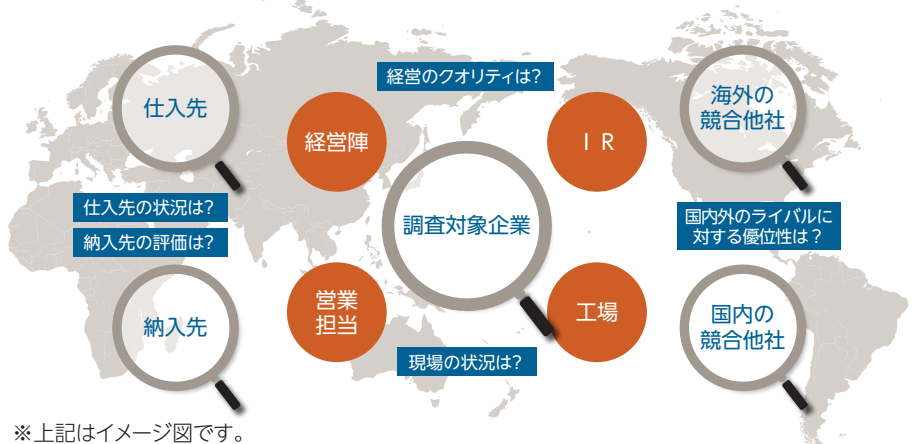 経営のクオリティは?
仕入先
経営陣
I R
海外の
競合他社
仕入先の状況は?
納入先の評価は?
調査対象企業
国内外のライバルに
対する優位性は?
納入先
営業
担当
工場
国内の
競合他社
現場の状況は?
※上記はイメージ図です。